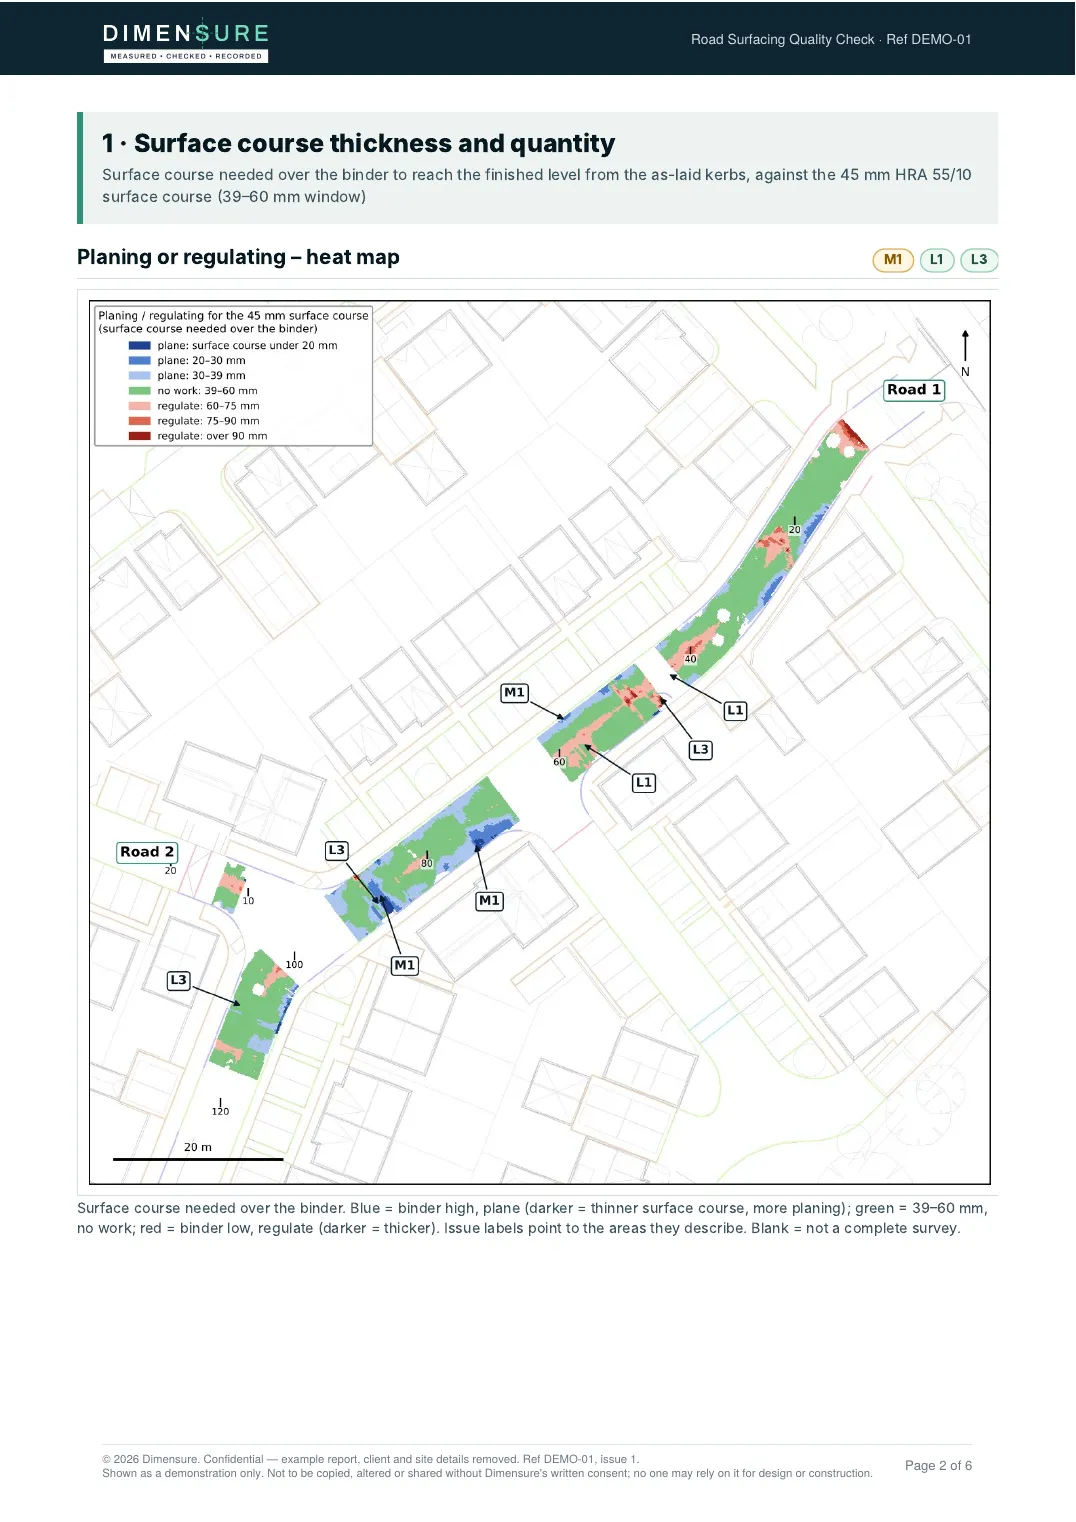 DIMENSURE
MEASURED • CHECKED • RECORDED
Road Surfacing Quality Check · Ref DEMO-01
1 · Surface course thickness and quantity
Surface course needed over the binder to reach the finished level from the as-laid kerbs, against the 45 mm HRA 55/10
surface course (39–60 mm window)
Planing or regulating – heat map
M1 L1 L3
Planing / regulating for the 45 mm surface course
(surface course needed over the binder)
plane: surface course under 20 mm
plane: 20–30 mm
plane: 30–39 mm
no work: 39–60 mm
regulate: 60–75 mm
regulate: 75–90 mm
regulate: over 90 mm
N
Road 1
20
40
M1
L1
L3
60
L1
Road 2
20
L3
80
10
M1
100
M1
L3
120
20 m
Surface course needed over the binder. Blue = binder high, plane (darker = thinner surface course, more planing); green = 39–60 mm,
no work; red = binder low, regulate (darker = thicker). Issue labels point to the areas they describe. Blank = not a complete survey.
© 2026 Dimensure. Confidential — example report, client and site details removed. Ref DEMO-01, issue 1.
Shown as a demonstration only. Not to be copied, altered or shared without Dimensure's written consent; no one may rely on it for design or construction.
Page 2 of 6